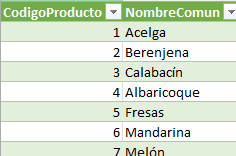 CodigoProducto NombreComun
1 Acelga
2 Berenjena
3 Calabacín
4 Albaricoque
5 Fresas
6 Mandarina
7 Melón